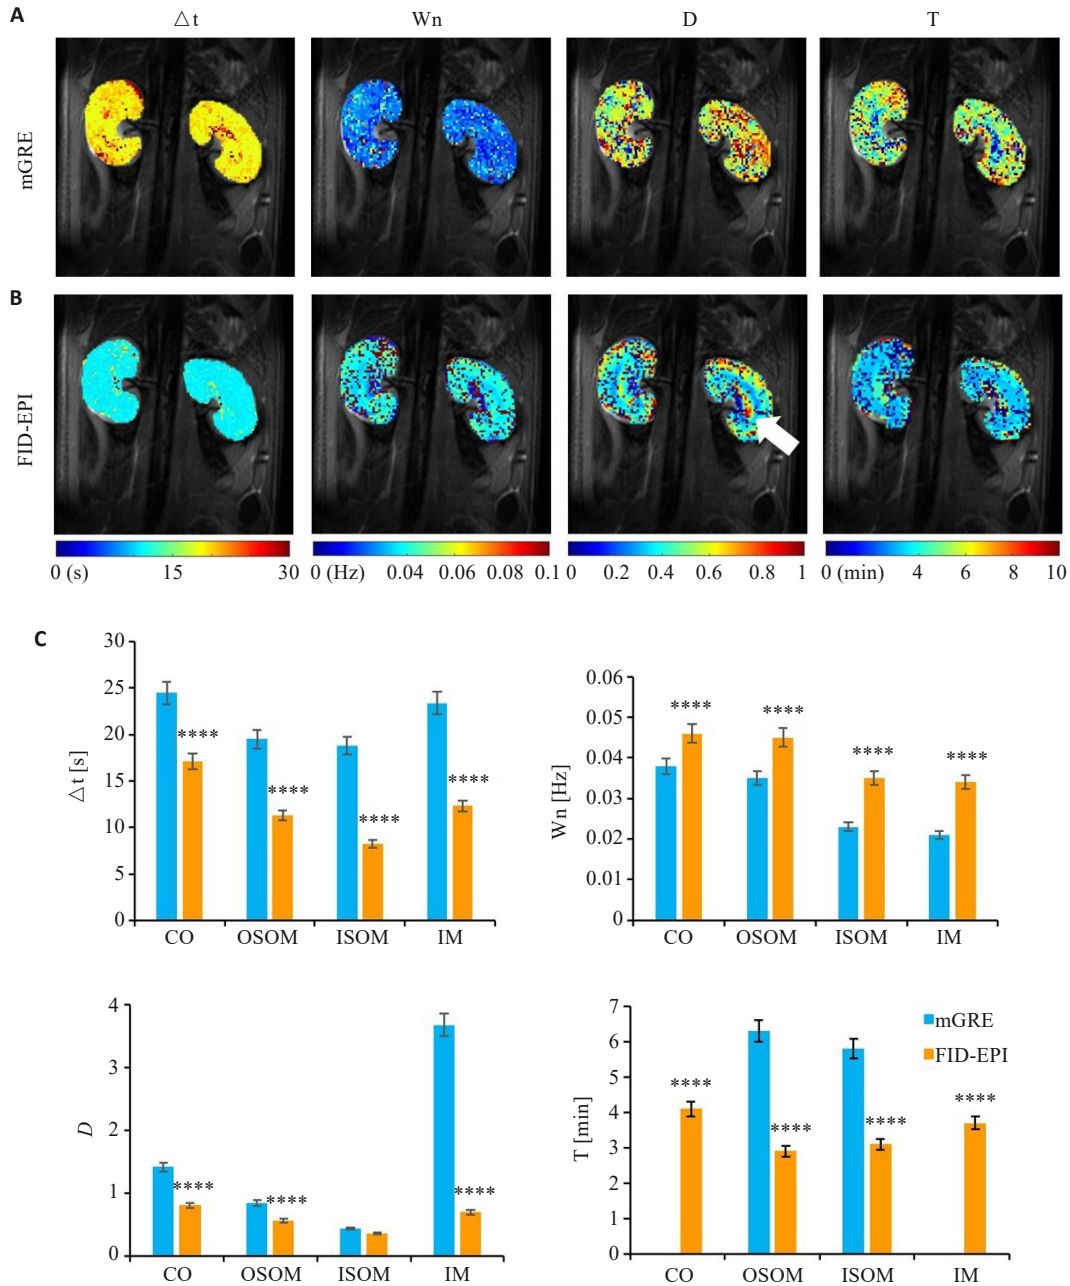 A
△t Wn D T
mGRE
B
FID-EPI
0 (s) 15 30 0 (Hz) 0.04 0.06 0.08 0.1 0 0.2 0.4 0.6 0.8 1 0 (min) 4 6 8 10
C
△t [s]
30
25
20
15
10
5
0
**** **** **** ****
CO OSOM ISOM IM
Wn [Hz]
0.06
0.05
0.04
0.03
0.02
0.01
0
**** **** **** ****
CO OSOM ISOM IM
D
4
3
2
1
0
**** **** ****
CO OSOM ISOM IM
T [min]
7
6
5
4
3
2
1
0
mGRE
FID-EPI
**** **** **** ****
CO OSOM ISOM IM